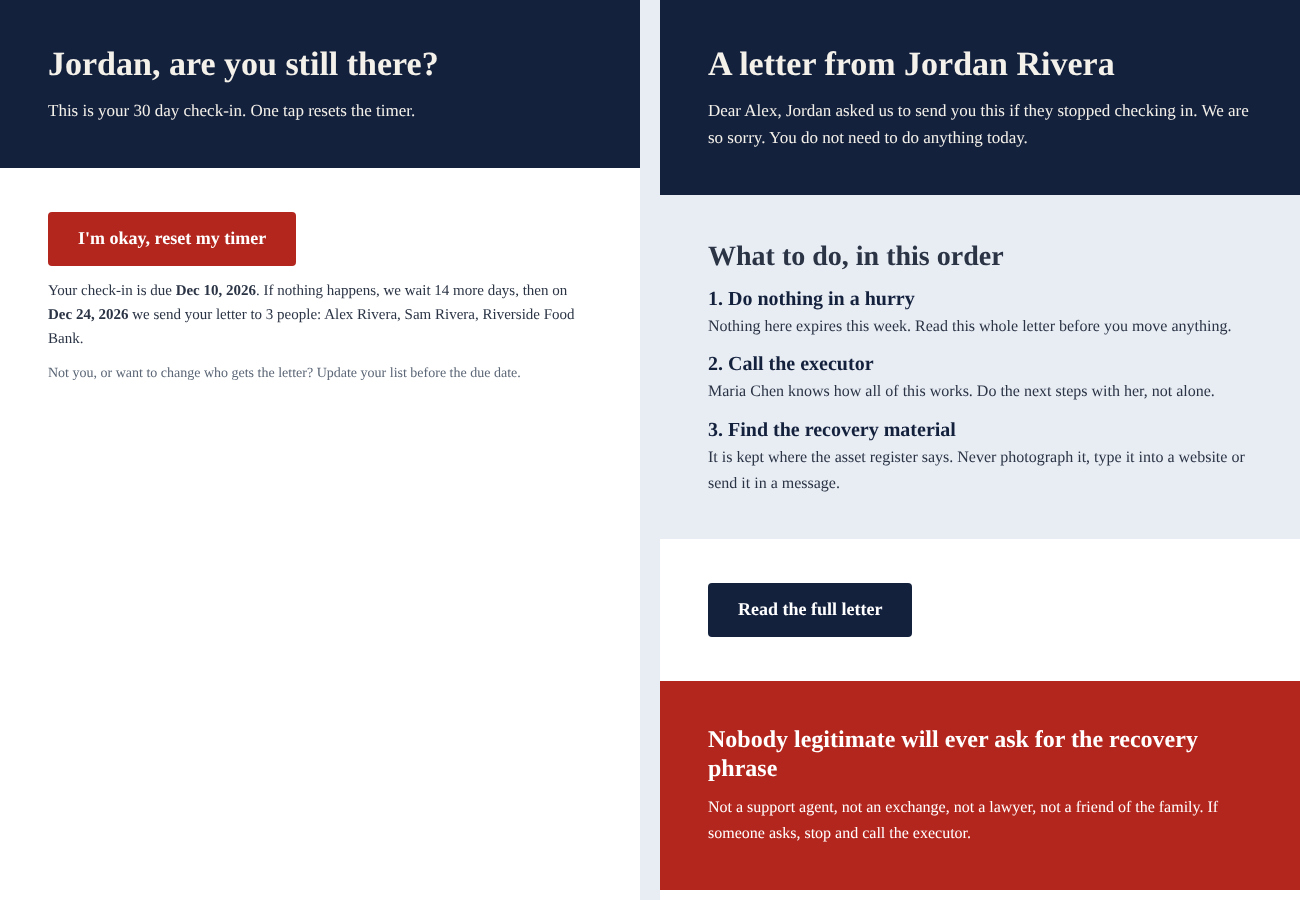 Jordan, are you still there?
This is your 30 day check-in. One tap resets the timer.
I'm okay, reset my timer
Your check-in is due Dec 10, 2026. If nothing happens, we wait 14 more days, then on
Dec 24, 2026 we send your letter to 3 people: Alex Rivera, Sam Rivera, Riverside Food
Bank.
Not you, or want to change who gets the letter? Update your list before the due date.
A letter from Jordan Rivera
Dear Alex, Jordan asked us to send you this if they stopped checking in. We are
so sorry. You do not need to do anything today.
What to do, in this order
1. Do nothing in a hurry
Nothing here expires this week. Read this whole letter before you move anything.
2. Call the executor
Maria Chen knows how all of this works. Do the next steps with her, not alone.
3. Find the recovery material
It is kept where the asset register says. Never photograph it, type it into a website or
send it in a message.
Read the full letter
Nobody legitimate will ever ask for the recovery
phrase
Not a support agent, not an exchange, not a lawyer, not a friend of the family. If
someone asks, stop and call the executor.